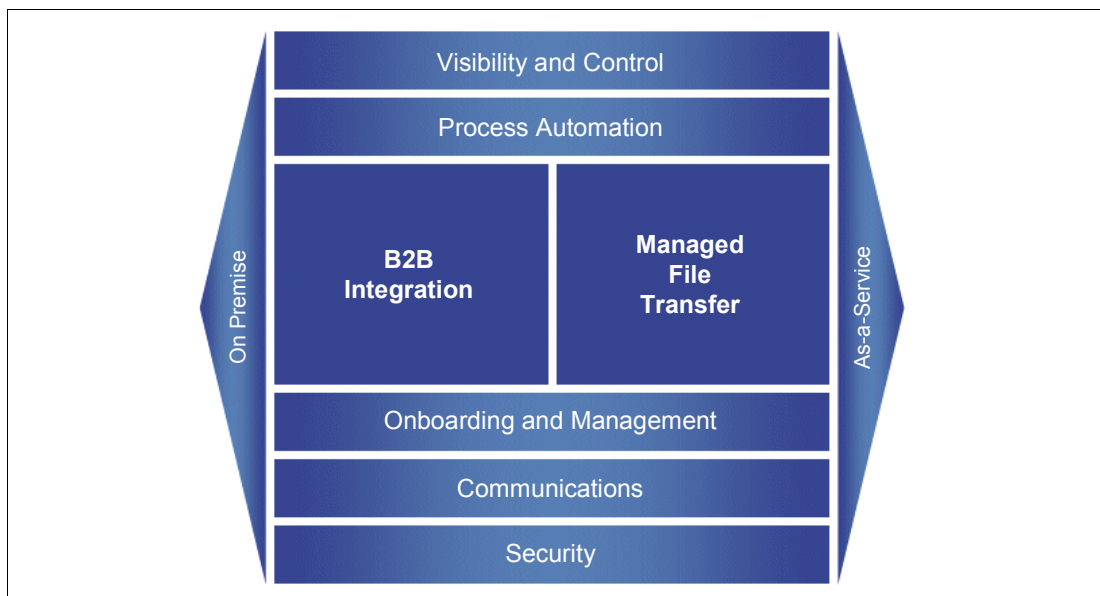 Visibility and Control
Process Automation
B2B
Integration
Managed
File
Transfer
On Premise
As-a-Service
Onboarding and Management
Communications
Security